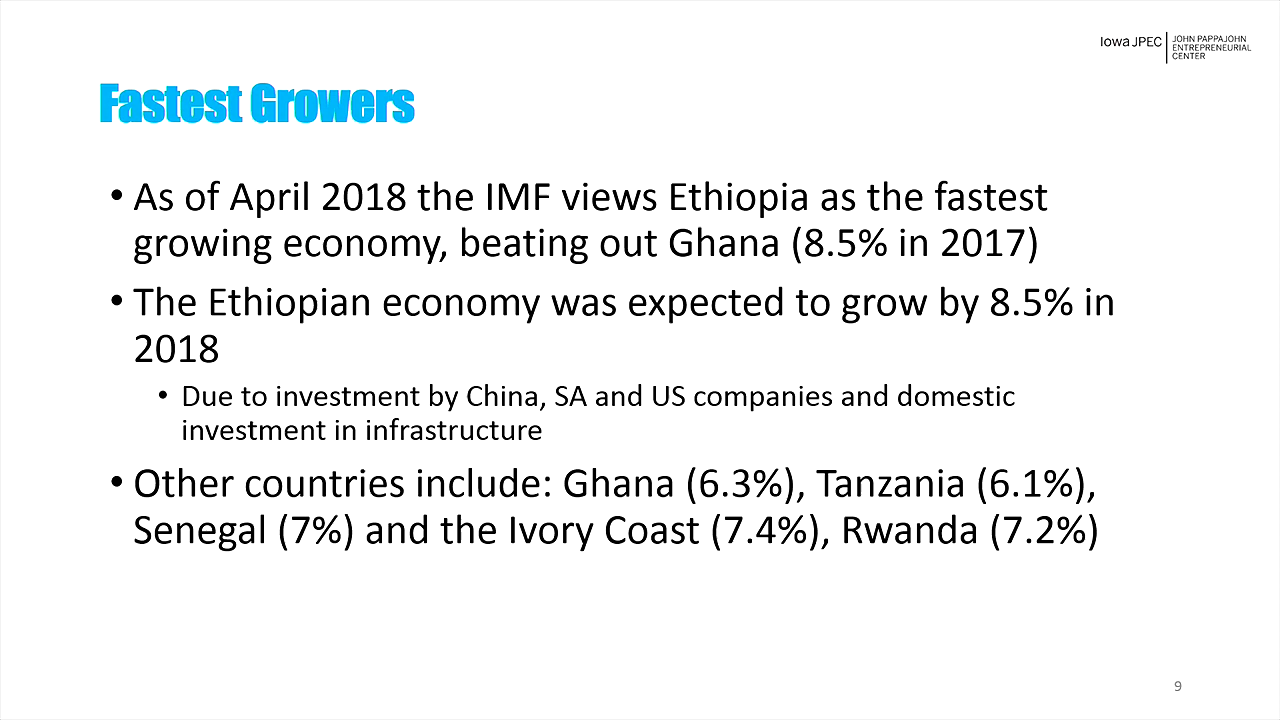 Iowa JPEC
JOHN PAPPAJOHN
ENTREPRENEURIAL
CENTER
Fastest Growers
• As of April 2018 the IMF views Ethiopia as the fastest
growing economy, beating out Ghana (8.5% in 2017)
• The Ethiopian economy was expected to grow by 8.5% in
2018
• Due to investment by China, SA and US companies and domestic
investment in infrastructure
• Other countries include: Ghana (6.3%), Tanzania (6.1%),
Senegal (7%) and the Ivory Coast (7.4%), Rwanda (7.2%)
9